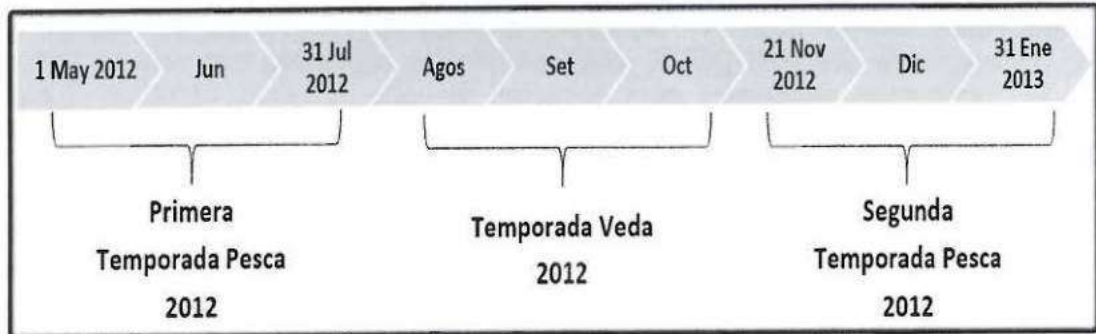 1 May 2012
Jun
31 Jul
2012
Agos
Set
Oct
21 Nov
2012
Dic
31 Ene
2013
Primera
Temporada Pesca
2012
Temporada Veda
2012
Segunda
Temporada Pesca
2012